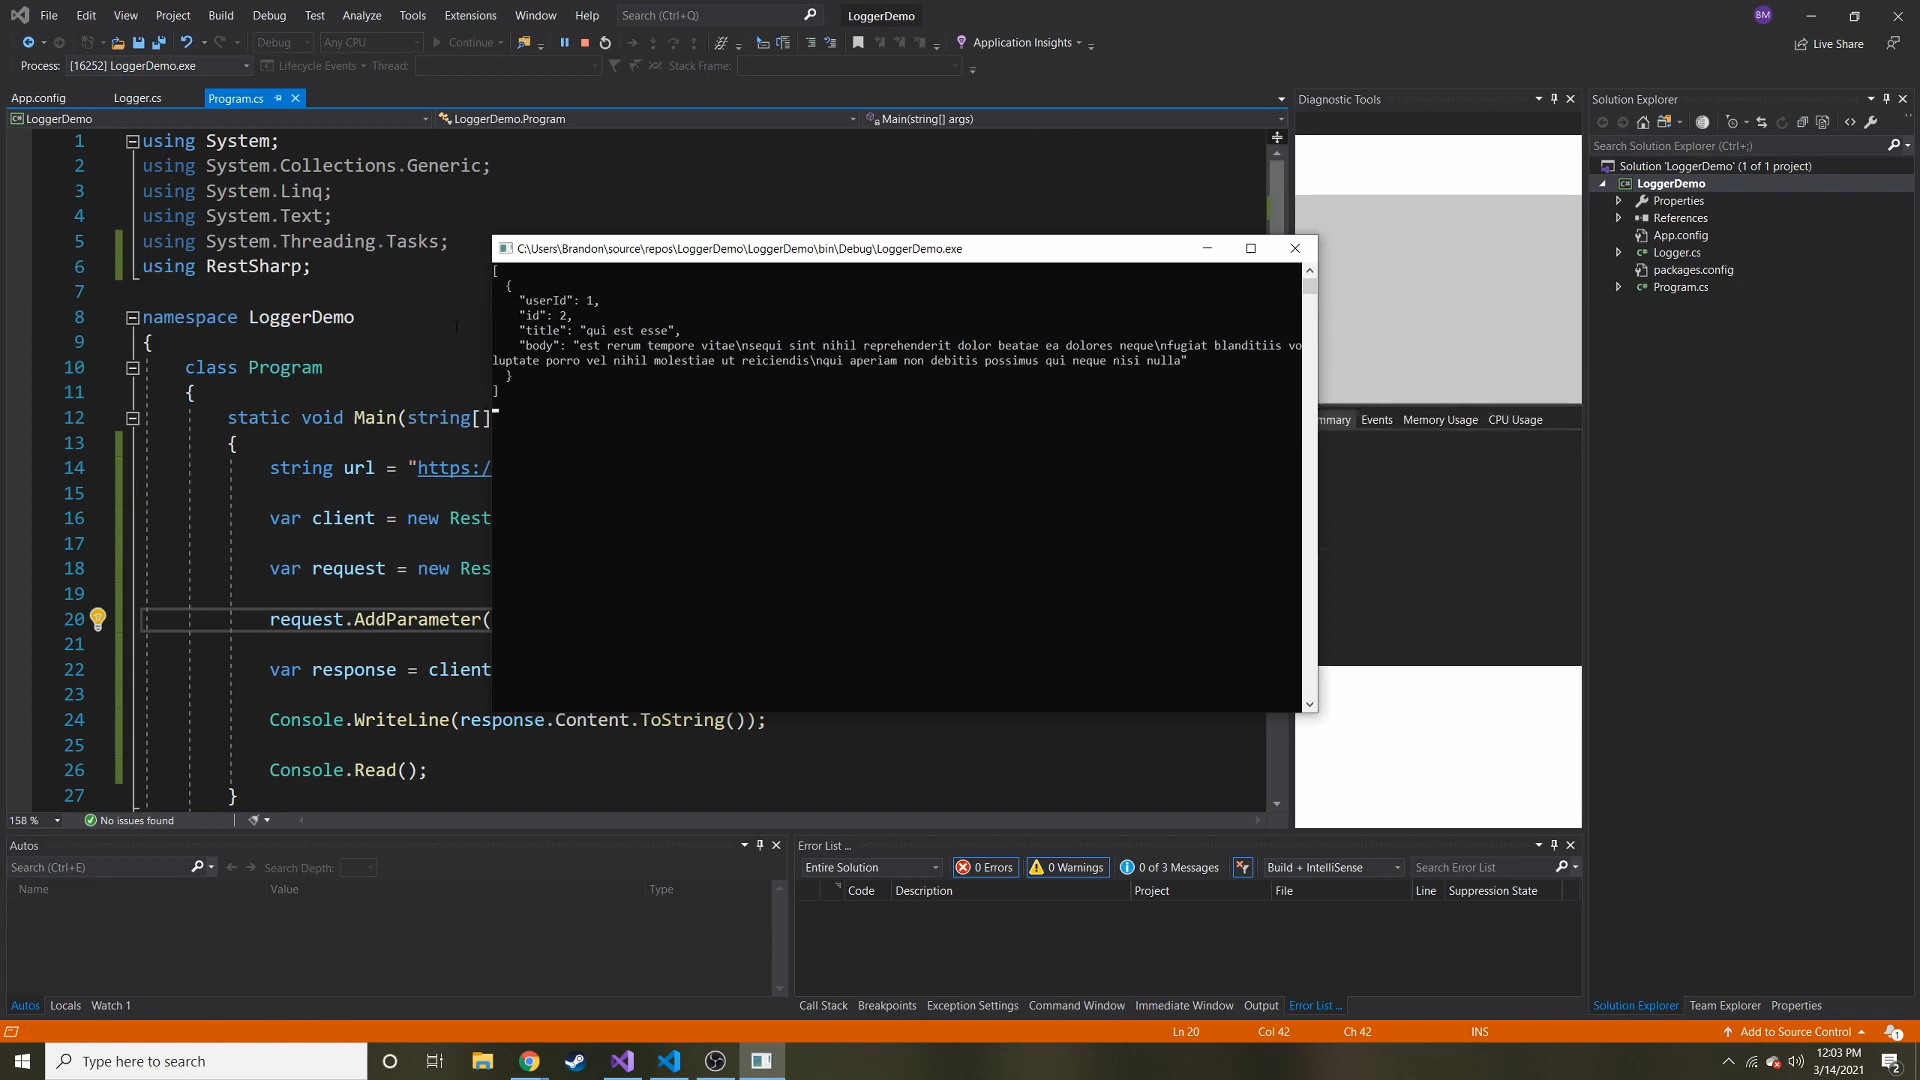 File Edit View Project Build Debug Test Analyze Tools Extensions Window Help Search (Ctrl+Q) LoggerDemo BM
Debug Any CPU Continue Application Insights Live Share
Process: [16252] LoggerDemo.exe Lifecycle Events Thread: Stack Frame:
App.config Logger.cs Program.cs
LoggerDemo LoggerDemo.Program Main(string[] args)
1 using System;
2 using System.Collections.Generic;
3 using System.Linq;
4 using System.Text;
5 using System.Threading.Tasks;
6 using RestSharp;
7
8 namespace LoggerDemo
9 {
10 class Program
11 {
12 static void Main(string[]
13 {
14 string url = "https:/
15
16 var client = new Rest
17
18 var request = new Res
19
20 request.AddParameter(
21
22 var response = client
23
24 Console.WriteLine(response.Content.ToString());
25
26 Console.Read();
27 }
C:\Users\Brandon\source\repos\LoggerDemo\LoggerDemo\bin\Debug\LoggerDemo.exe
[
{
"userId": 1,
"id": 2,
"title": "qui est esse",
"body": "est rerum tempore vitae\nsequi sint nihil reprehenderit dolor beatae ea dolores neque\nfugiat blanditiis vo
luptate porro vel nihil molestiae ut reiciendis\nqui aperiam non debitis possimus qui neque nisi nulla"
}
]
Diagnostic Tools
mmary Events Memory Usage CPU Usage
Solution Explorer
Search Solution Explorer (Ctrl+;)
Solution 'LoggerDemo' (1 of 1 project)
LoggerDemo
Properties
References
App.config
Logger.cs
packages.config
Program.cs
158 % No issues found
Autos
Search (Ctrl+E) Search Depth:
Name Value Type
Autos Locals Watch 1
Error List ...
Entire Solution 0 Errors 0 Warnings 0 of 3 Messages Build + IntelliSense Search Error List
Code Description Project File Line Suppression State
Call Stack Breakpoints Exception Settings Command Window Immediate Window Output Error List ...
Solution Explorer Team Explorer Properties
Ln 20 Col 42 Ch 42 INS Add to Source Control 1
Type here to search
12:03 PM
3/14/2021
2